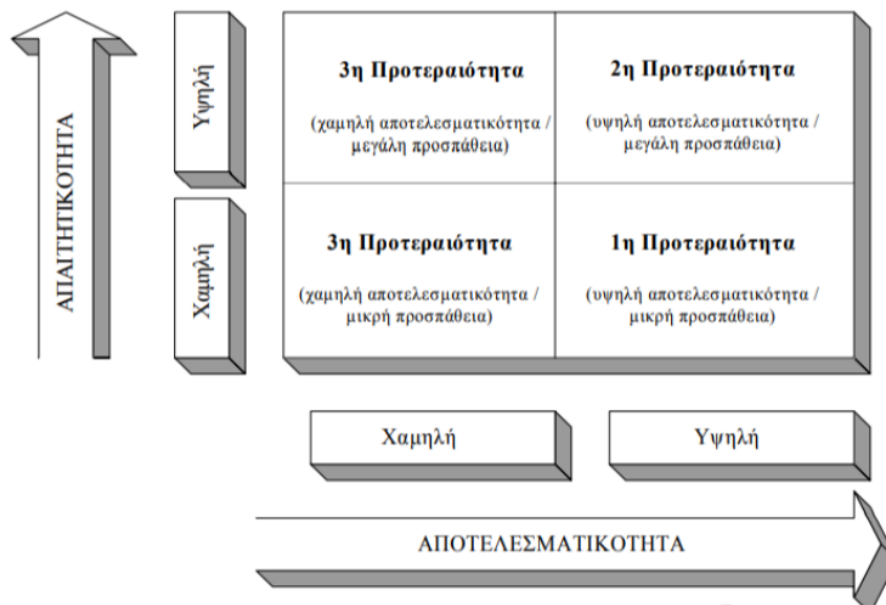 ΑΠΑΙΤΗΤΙΚΟΤΗΤΑ
Υψηλή
3η Προτεραιότητα
(χαμηλή αποτελεσματικότητα /
μεγάλη προσπάθεια)
2η Προτεραιότητα
(υψηλή αποτελεσματικότητα /
μεγάλη προσπάθεια)
Χαμηλή
3η Προτεραιότητα
(χαμηλή αποτελεσματικότητα /
μικρή προσπάθεια)
1η Προτεραιότητα
(υψηλή αποτελεσματικότητα /
μικρή προσπάθεια)
Χαμηλή
Υψηλή
ΑΠΟΤΕΛΕΣΜΑΤΙΚΟΤΗΤΑ